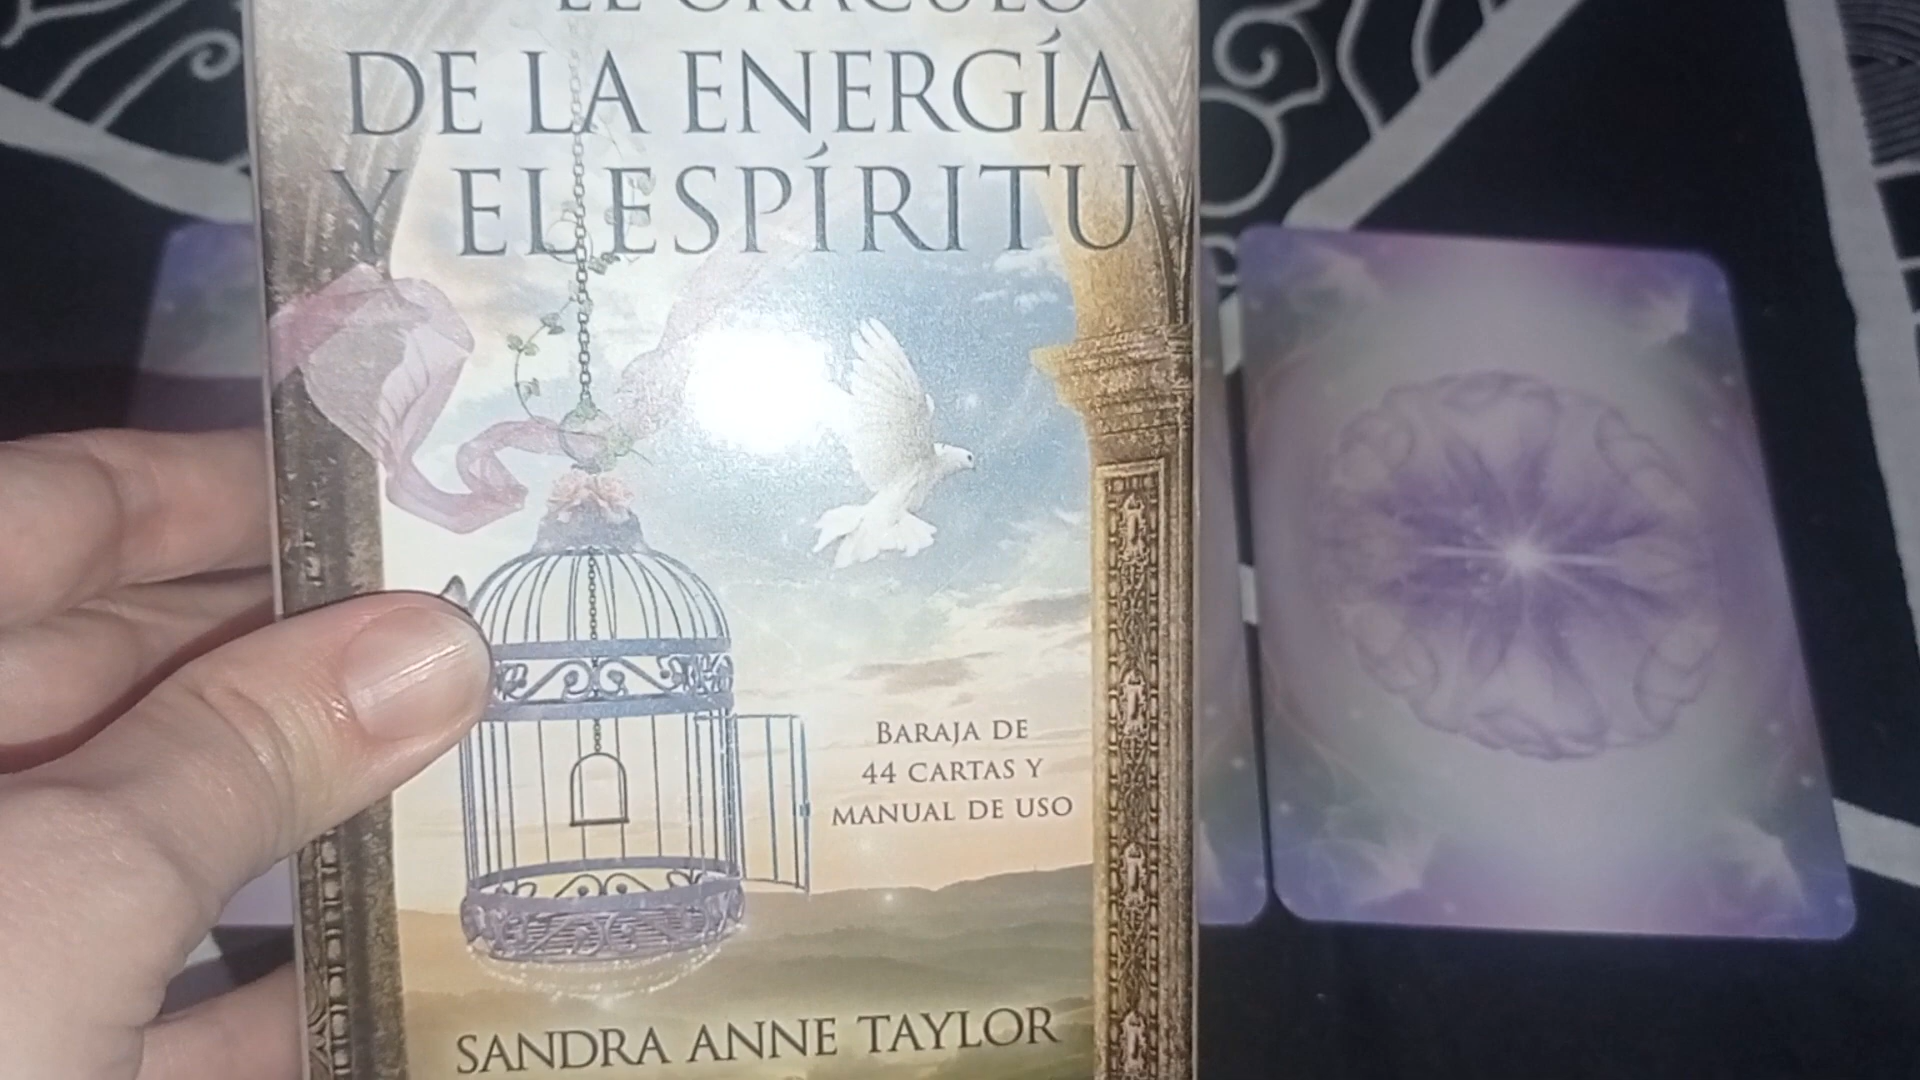 EL ORÁCULO
DE LA ENERGÍA
Y EL ESPÍRITU
BARAJA DE
44 CARTAS Y
MANUAL DE USO
SANDRA ANNE TAYLOR